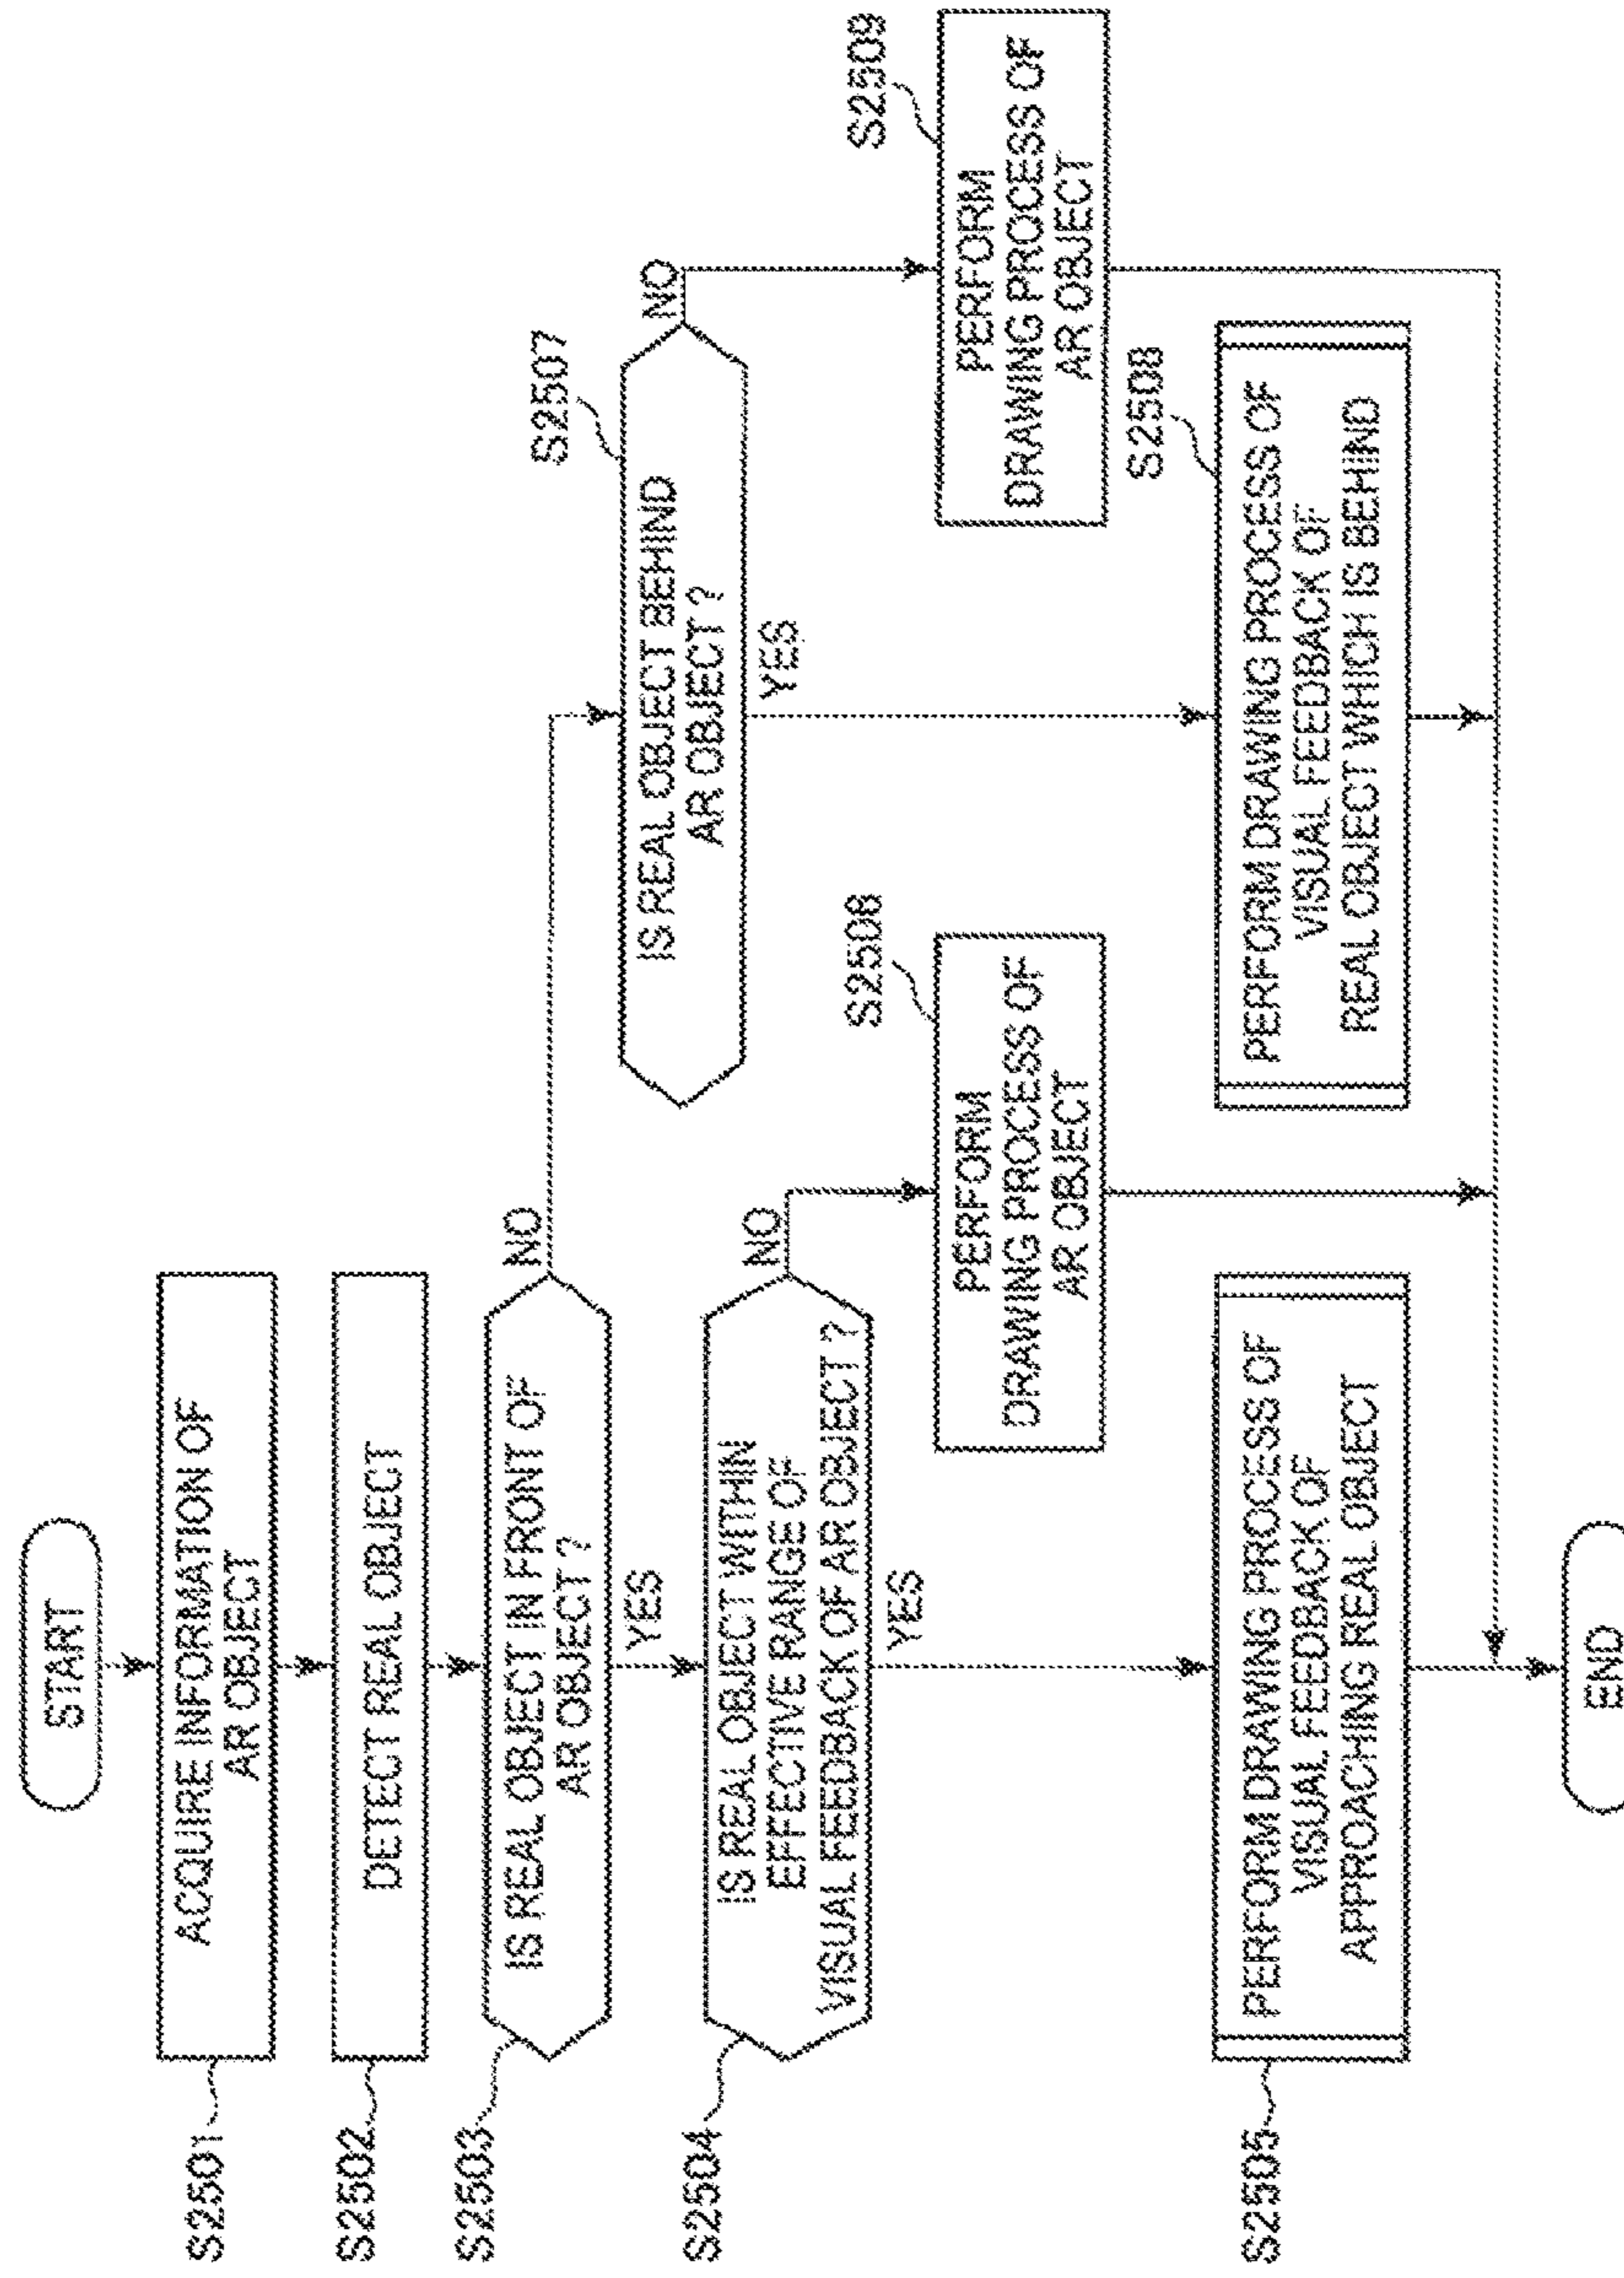 START
S2501
ACQUIRE INFORMATION OF
AR OBJECT
S2502
DETECT REAL OBJECT
S2503
IS REAL OBJECT IN FRONT OF
AR OBJECT ?
NO
YES
S2504
IS REAL OBJECT WITHIN
EFFECTIVE RANGE OF
VISUAL FEEDBACK OF AR OBJECT ?
NO
YES
S2505
PERFORM DRAWING PROCESS OF
VISUAL FEEDBACK OF
APPROACHING REAL OBJECT
S2506
PERFORM
DRAWING PROCESS OF
AR OBJECT
S2507
IS REAL OBJECT BEHIND
AR OBJECT ?
NO
YES
S2508
PERFORM DRAWING PROCESS OF
VISUAL FEEDBACK OF
REAL OBJECT WHICH IS BEHIND
S2509
PERFORM
DRAWING PROCESS OF
AR OBJECT
END